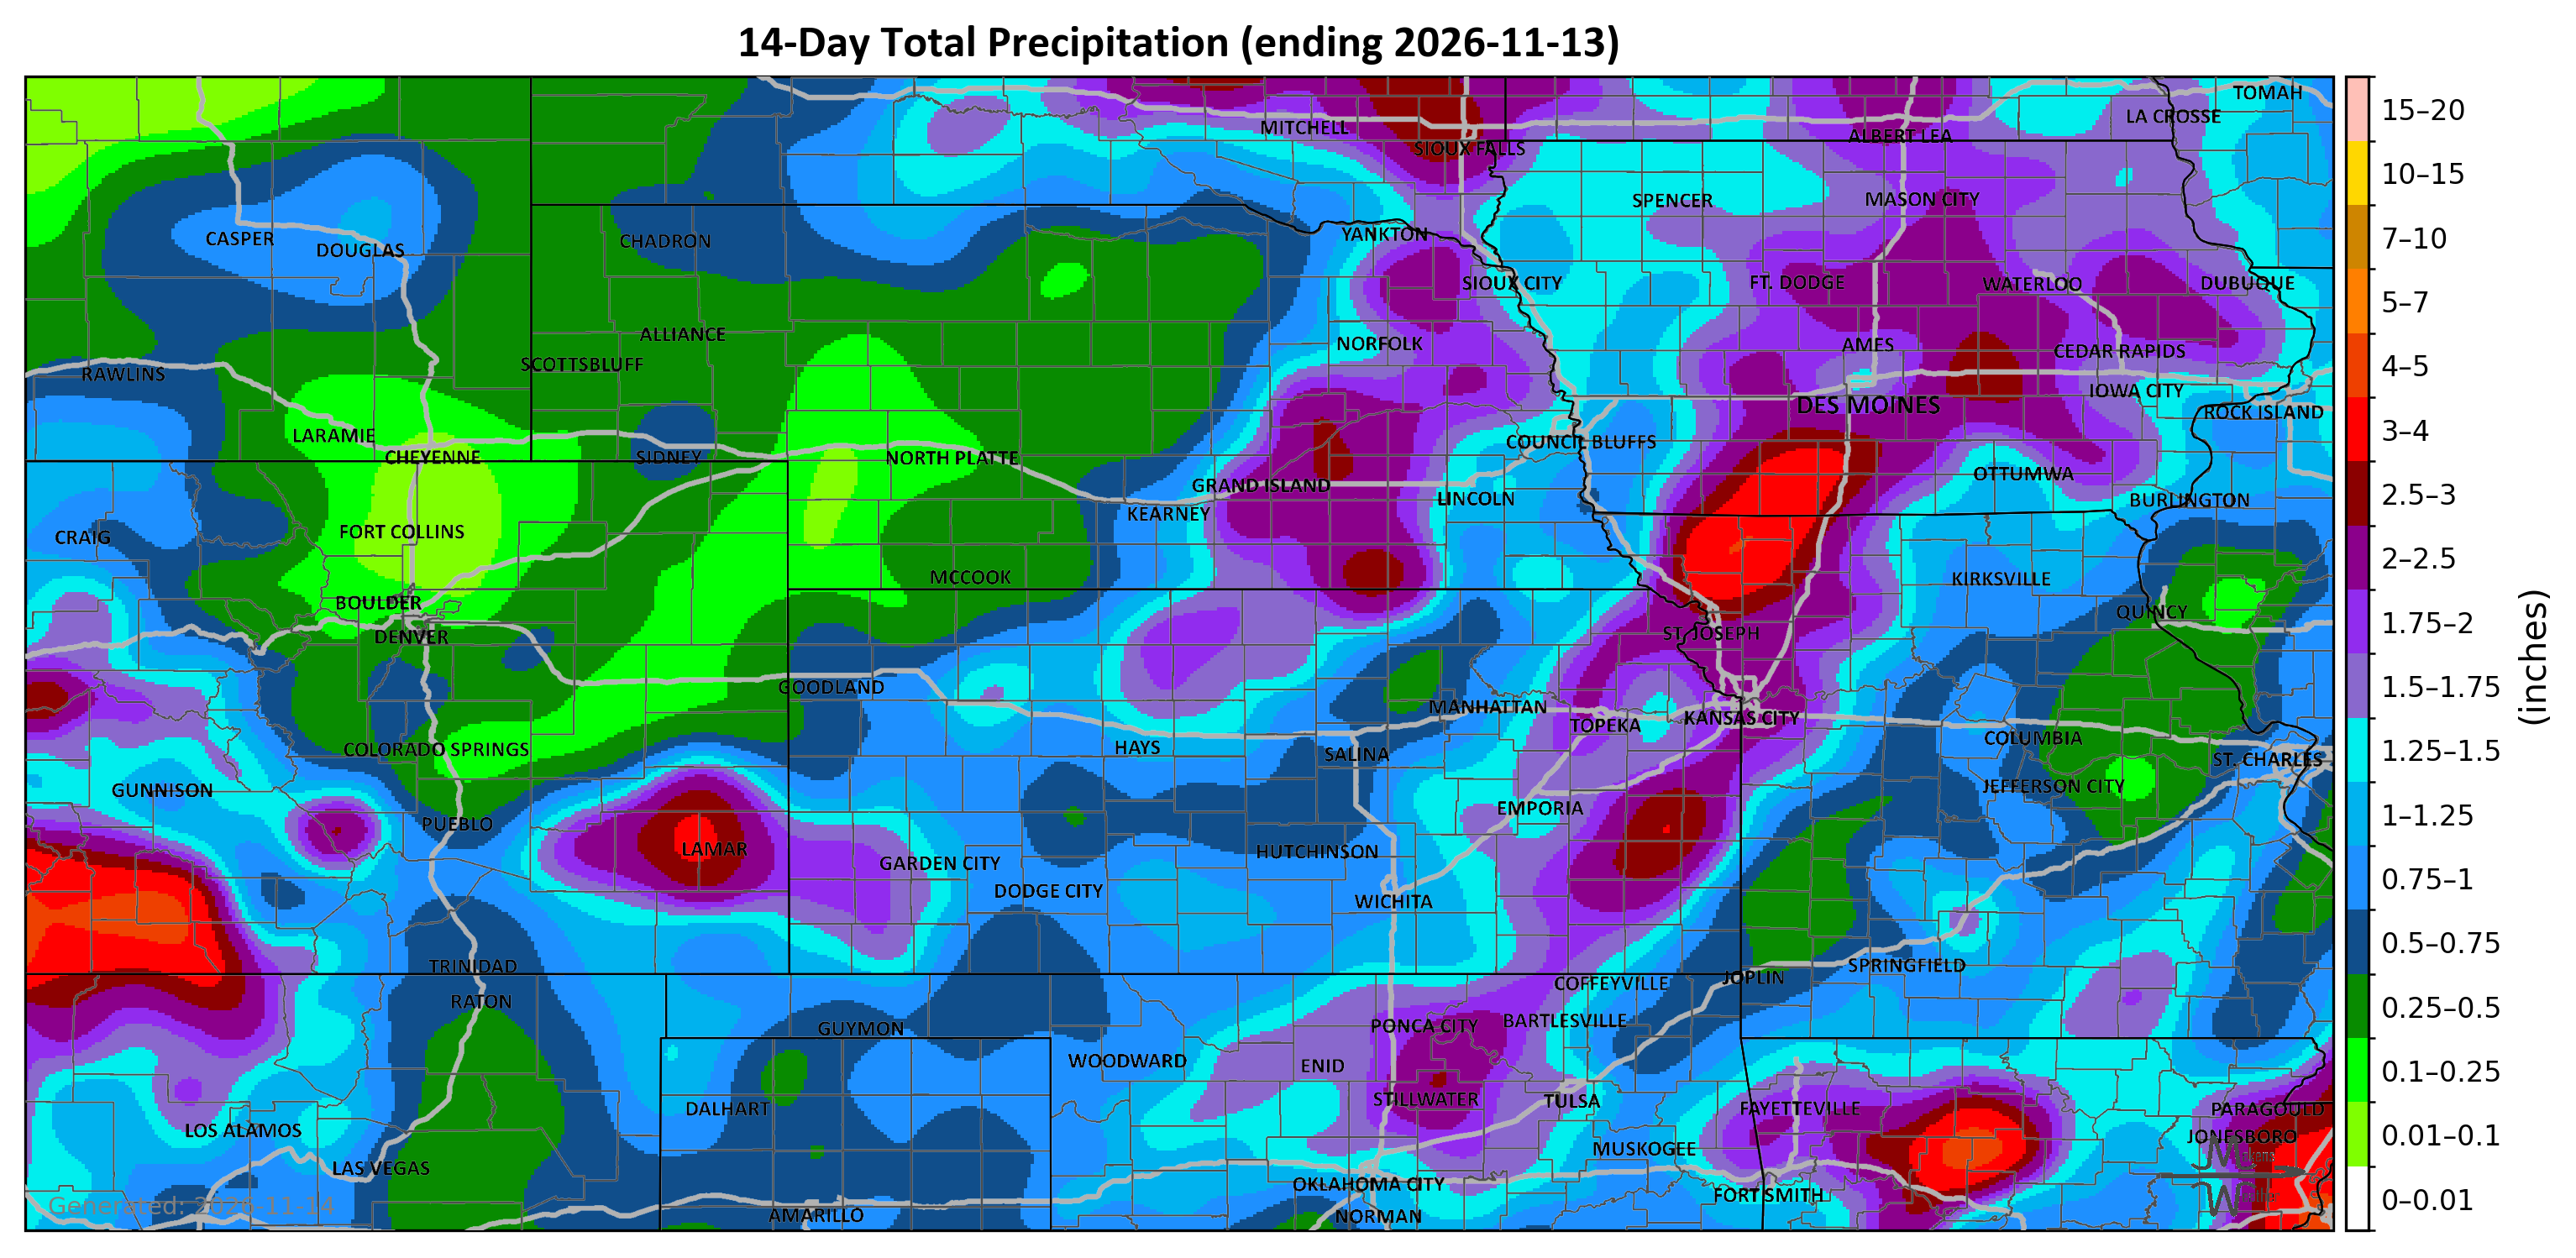 14-Day Total Precipitation (ending 2026-11-13)
TOMAH
LA CROSSE
MITCHELL
ALBERT LEA
SIOUX FALLS
SPENCER
MASON CITY
CASPER
DOUGLAS
CHADRON
YANKTON
SIOUX CITY
FT. DODGE
WATERLOO
DUBUQUE
ALLIANCE
NORFOLK
AMES
CEDAR RAPIDS
SCOTTSBLUFF
RAWLINS
IOWA CITY
DES MOINES
ROCK ISLAND
LARAMIE
COUNCIL BLUFFS
CHEYENNE
SIDNEY
NORTH PLATTE
OTTUMWA
GRAND ISLAND
LINCOLN
BURLINGTON
KEARNEY
CRAIG
FORT COLLINS
MCCOOK
KIRKSVILLE
BOULDER
QUINCY
DENVER
ST. JOSEPH
GOODLAND
MANHATTAN
TOPEKA
KANSAS CITY
COLUMBIA
COLORADO SPRINGS
HAYS
SALINA
ST. CHARLES
GUNNISON
JEFFERSON CITY
EMPORIA
PUEBLO
LAMAR
HUTCHINSON
GARDEN CITY
DODGE CITY
WICHITA
TRINIDAD
SPRINGFIELD
JOPLIN
COFFEYVILLE
RATON
BARTLESVILLE
PONCA CITY
GUYMON
WOODWARD
ENID
STILLWATER
TULSA
DALHART
FAYETTEVILLE
PARAGOULD
LOS ALAMOS
JONESBORO
MUSKOGEE
LAS VEGAS
OKLAHOMA CITY
FORT SMITH
AMARILLO
NORMAN
Generated: 2026-11-14
15–20
10–15
7–10
5–7
4–5
3–4
2.5–3
2–2.5
1.75–2
1.5–1.75
1.25–1.5
1–1.25
0.75–1
0.5–0.75
0.25–0.5
0.1–0.25
0.01–0.1
0–0.01
(inches)